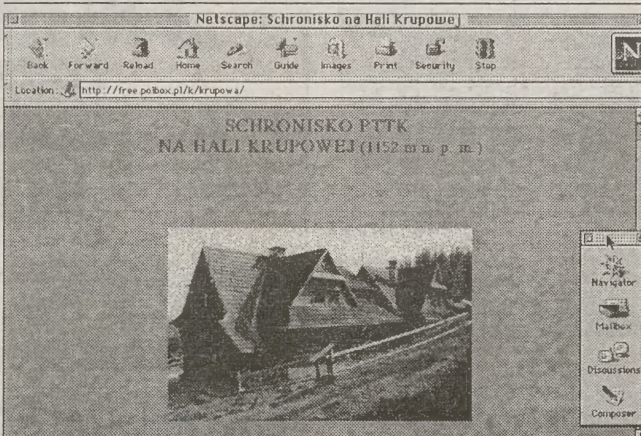 Netscape: Schronisko na Hali Krupowej
Back Forward Reload Home Search Guide Images Print Security Stop
N
Location: http://free.polbox.pl/k/krupowa/
SCHRONISKO PTTK
NA HALI KRUPOWEJ (1152 m n. p. m.)
Navigator
Mailbox
Discussions
Composer